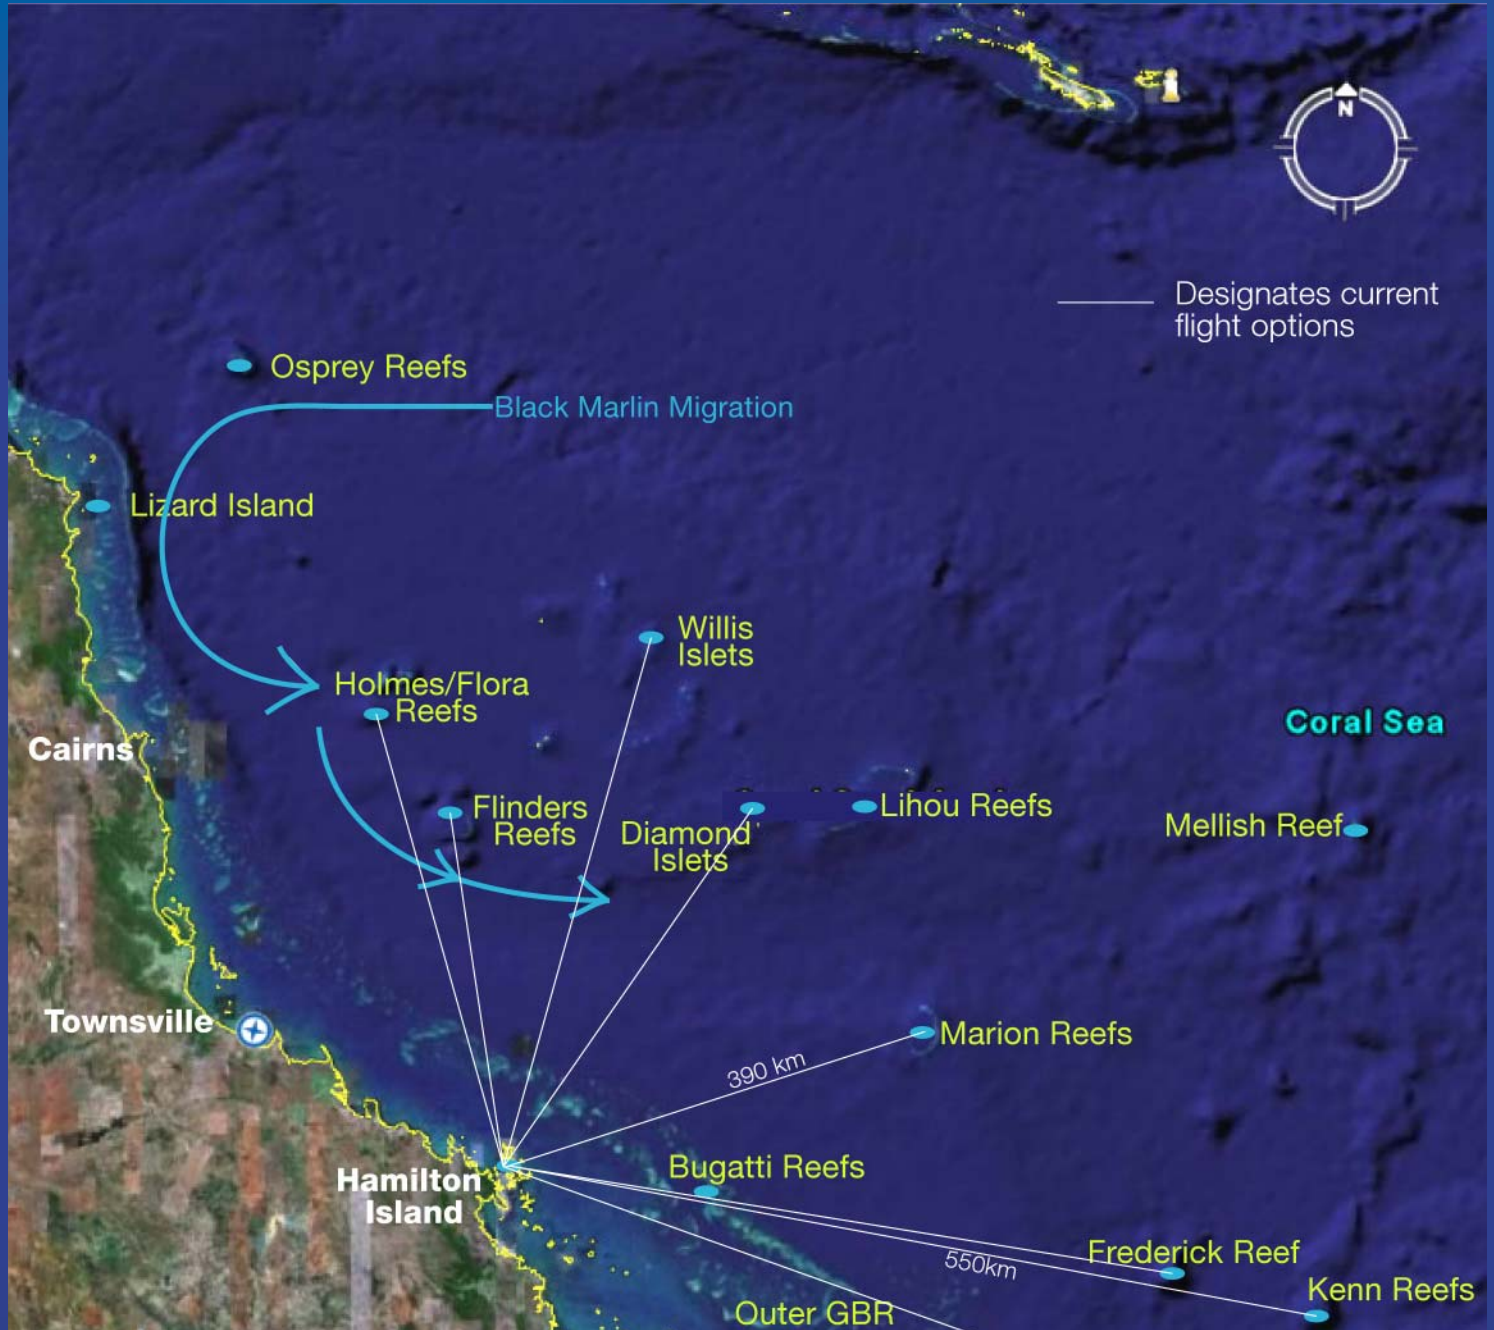 N
Designates current
flight options
Osprey Reefs
Black Marlin Migration
Lizard Island
Willis
Islets
Holmes/Flora
Reefs
Coral Sea
Cairns
Flinders
Reefs
Diamond
Islets
Lihou Reefs
Mellish Reef
Townsville
Marion Reefs
390 km
Hamilton
Island
Bugatti Reefs
Frederick Reef
550km
Kenn Reefs
Outer GBR